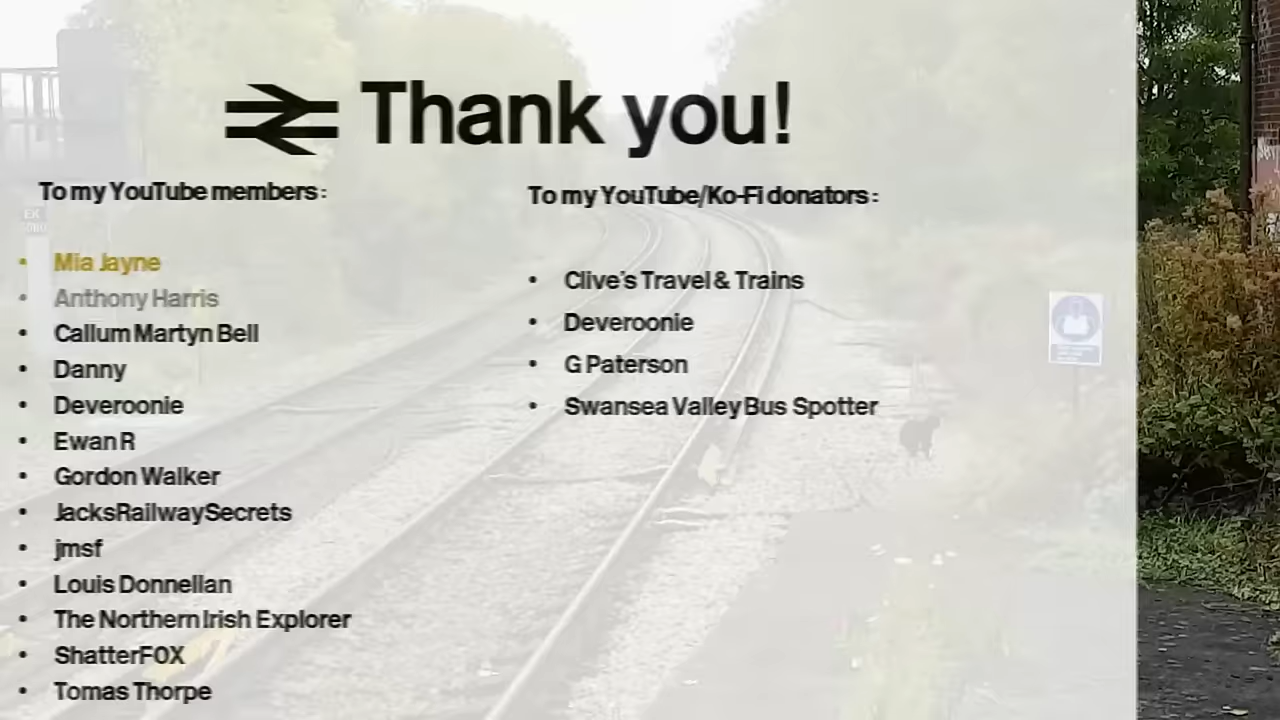 Thank you!
To my YouTube members:
Mia Jayne
Anthony Harris
Callum Martyn Bell
Danny
Deveroonie
Ewan R
Gordon Walker
JacksRailwaySecrets
jmsf
Louis Donnellan
The Northern Irish Explorer
ShatterFOX
Tomas Thorpe
To my YouTube/Ko-Fi donators:
Clive's Travel & Trains
Deveroonie
G Paterson
Swansea Valley Bus Spotter